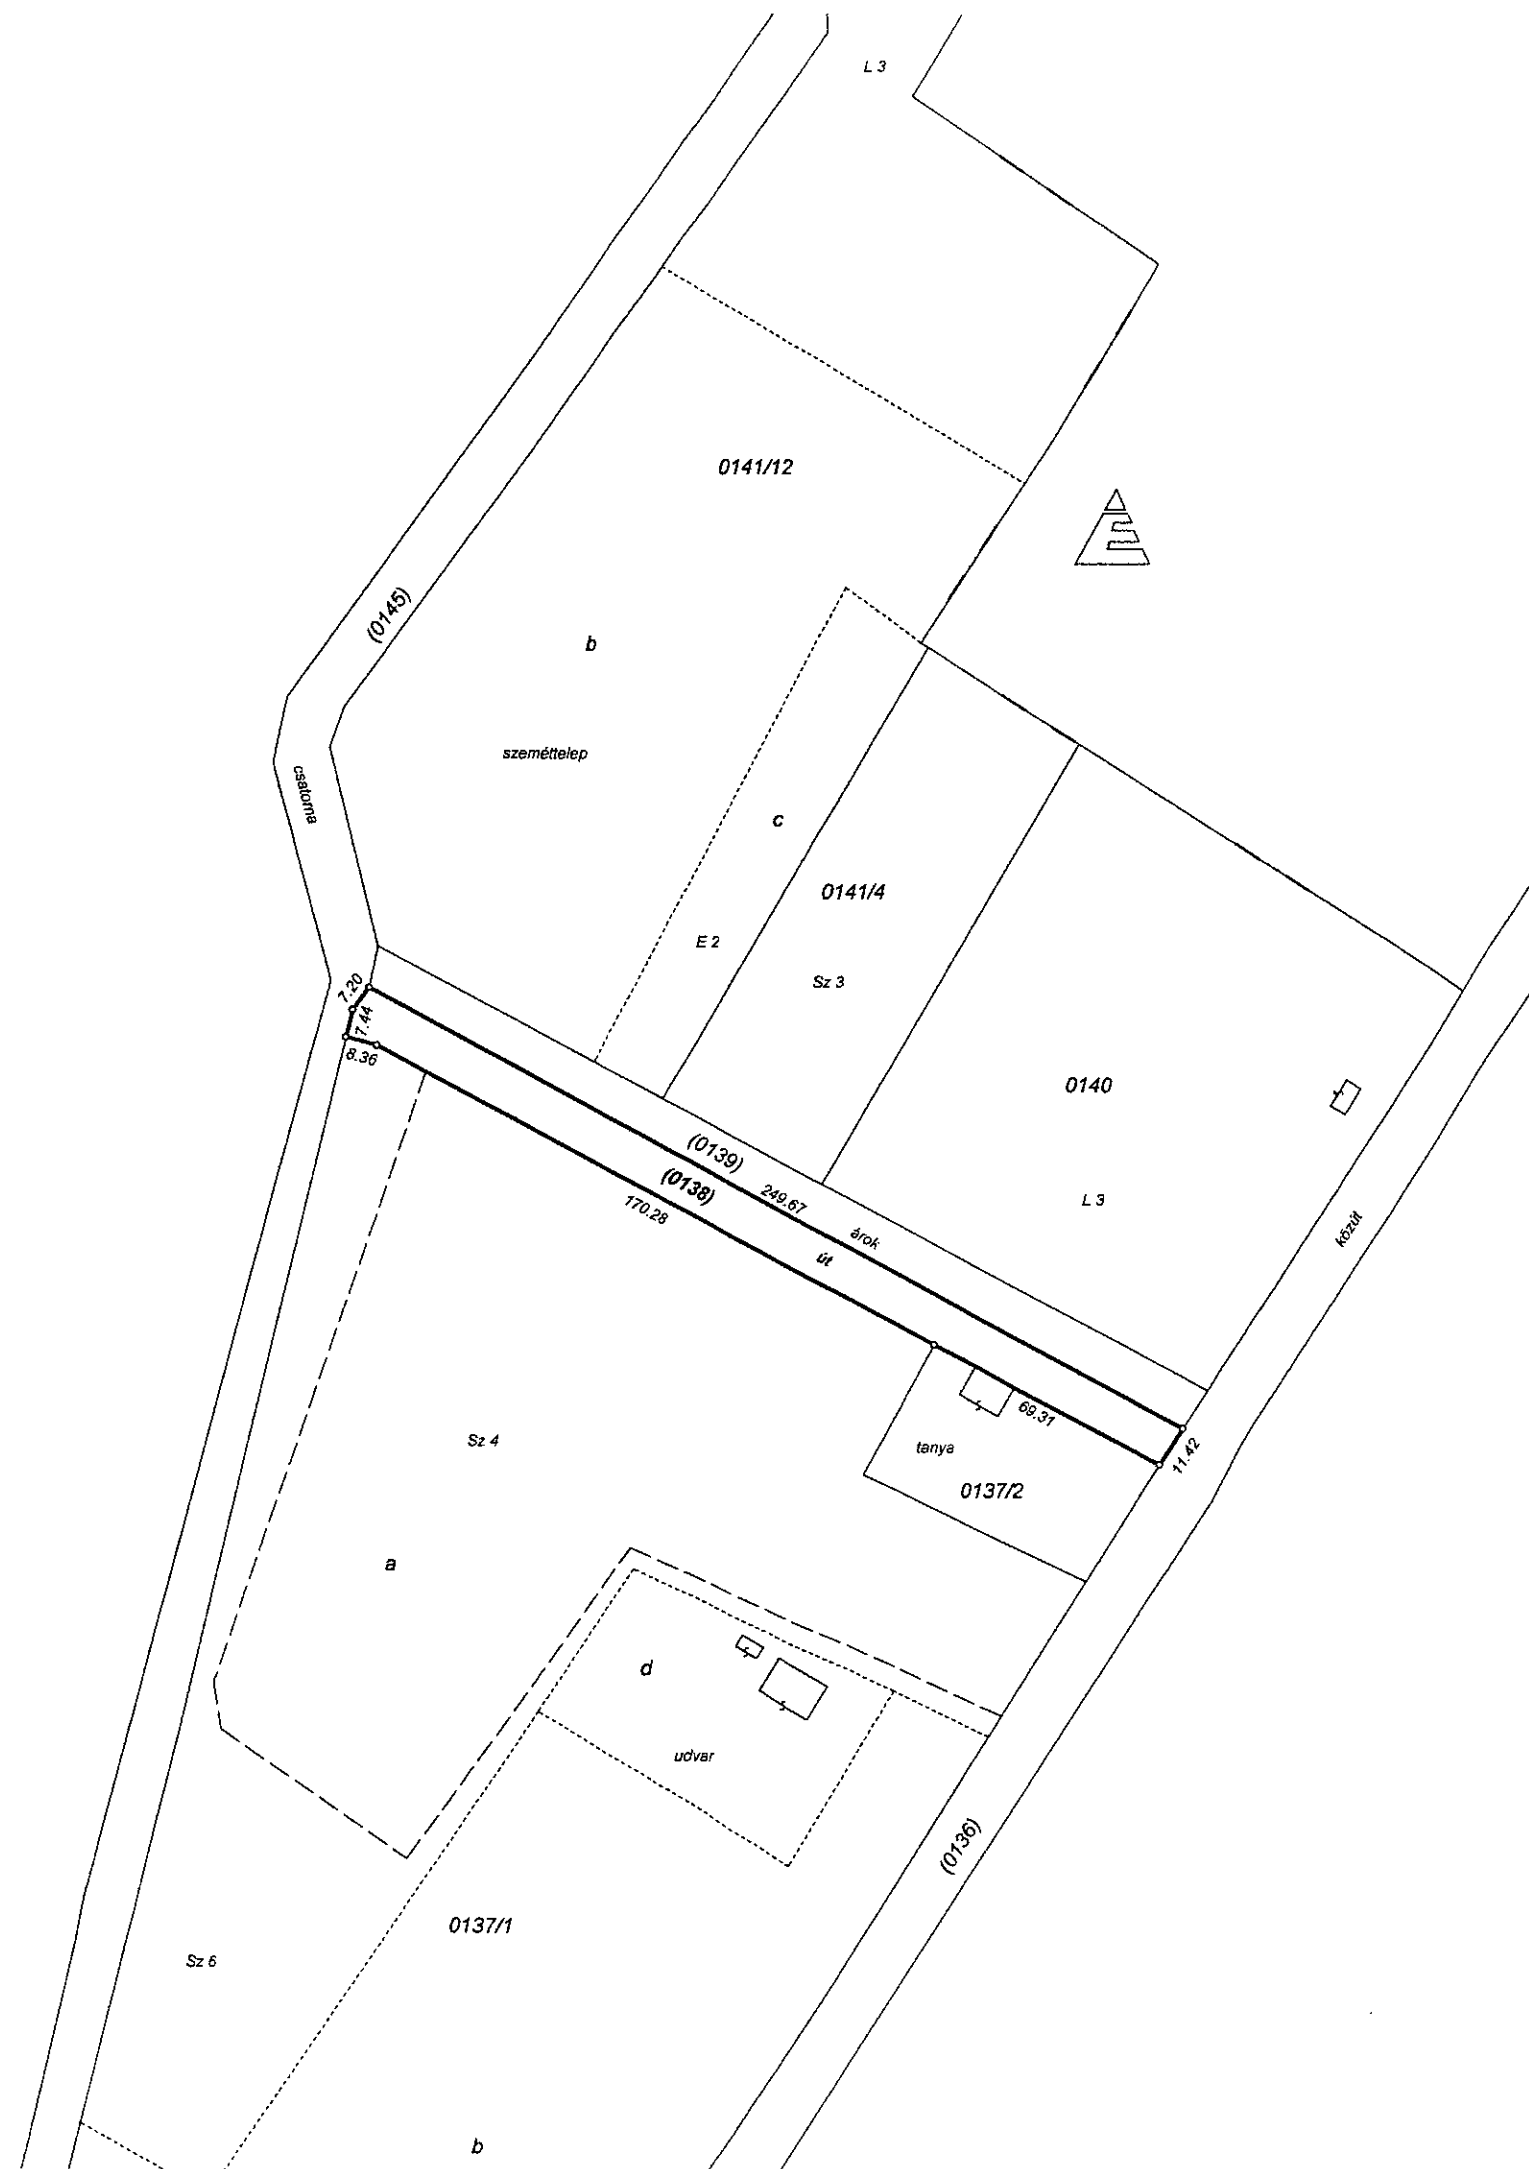 L 3
0141/12
É
(0145)
b
szeméttelep
csatorna
c
0141/4
E 2
Sz 3
7.20
7.44
8.36
0140
(0139)
(0138)
249.67
170.28
L 3
árok
út
közút
69.31
11.42
Sz 4
tanya
0137/2
a
d
udvar
(0136)
0137/1
Sz 6
b